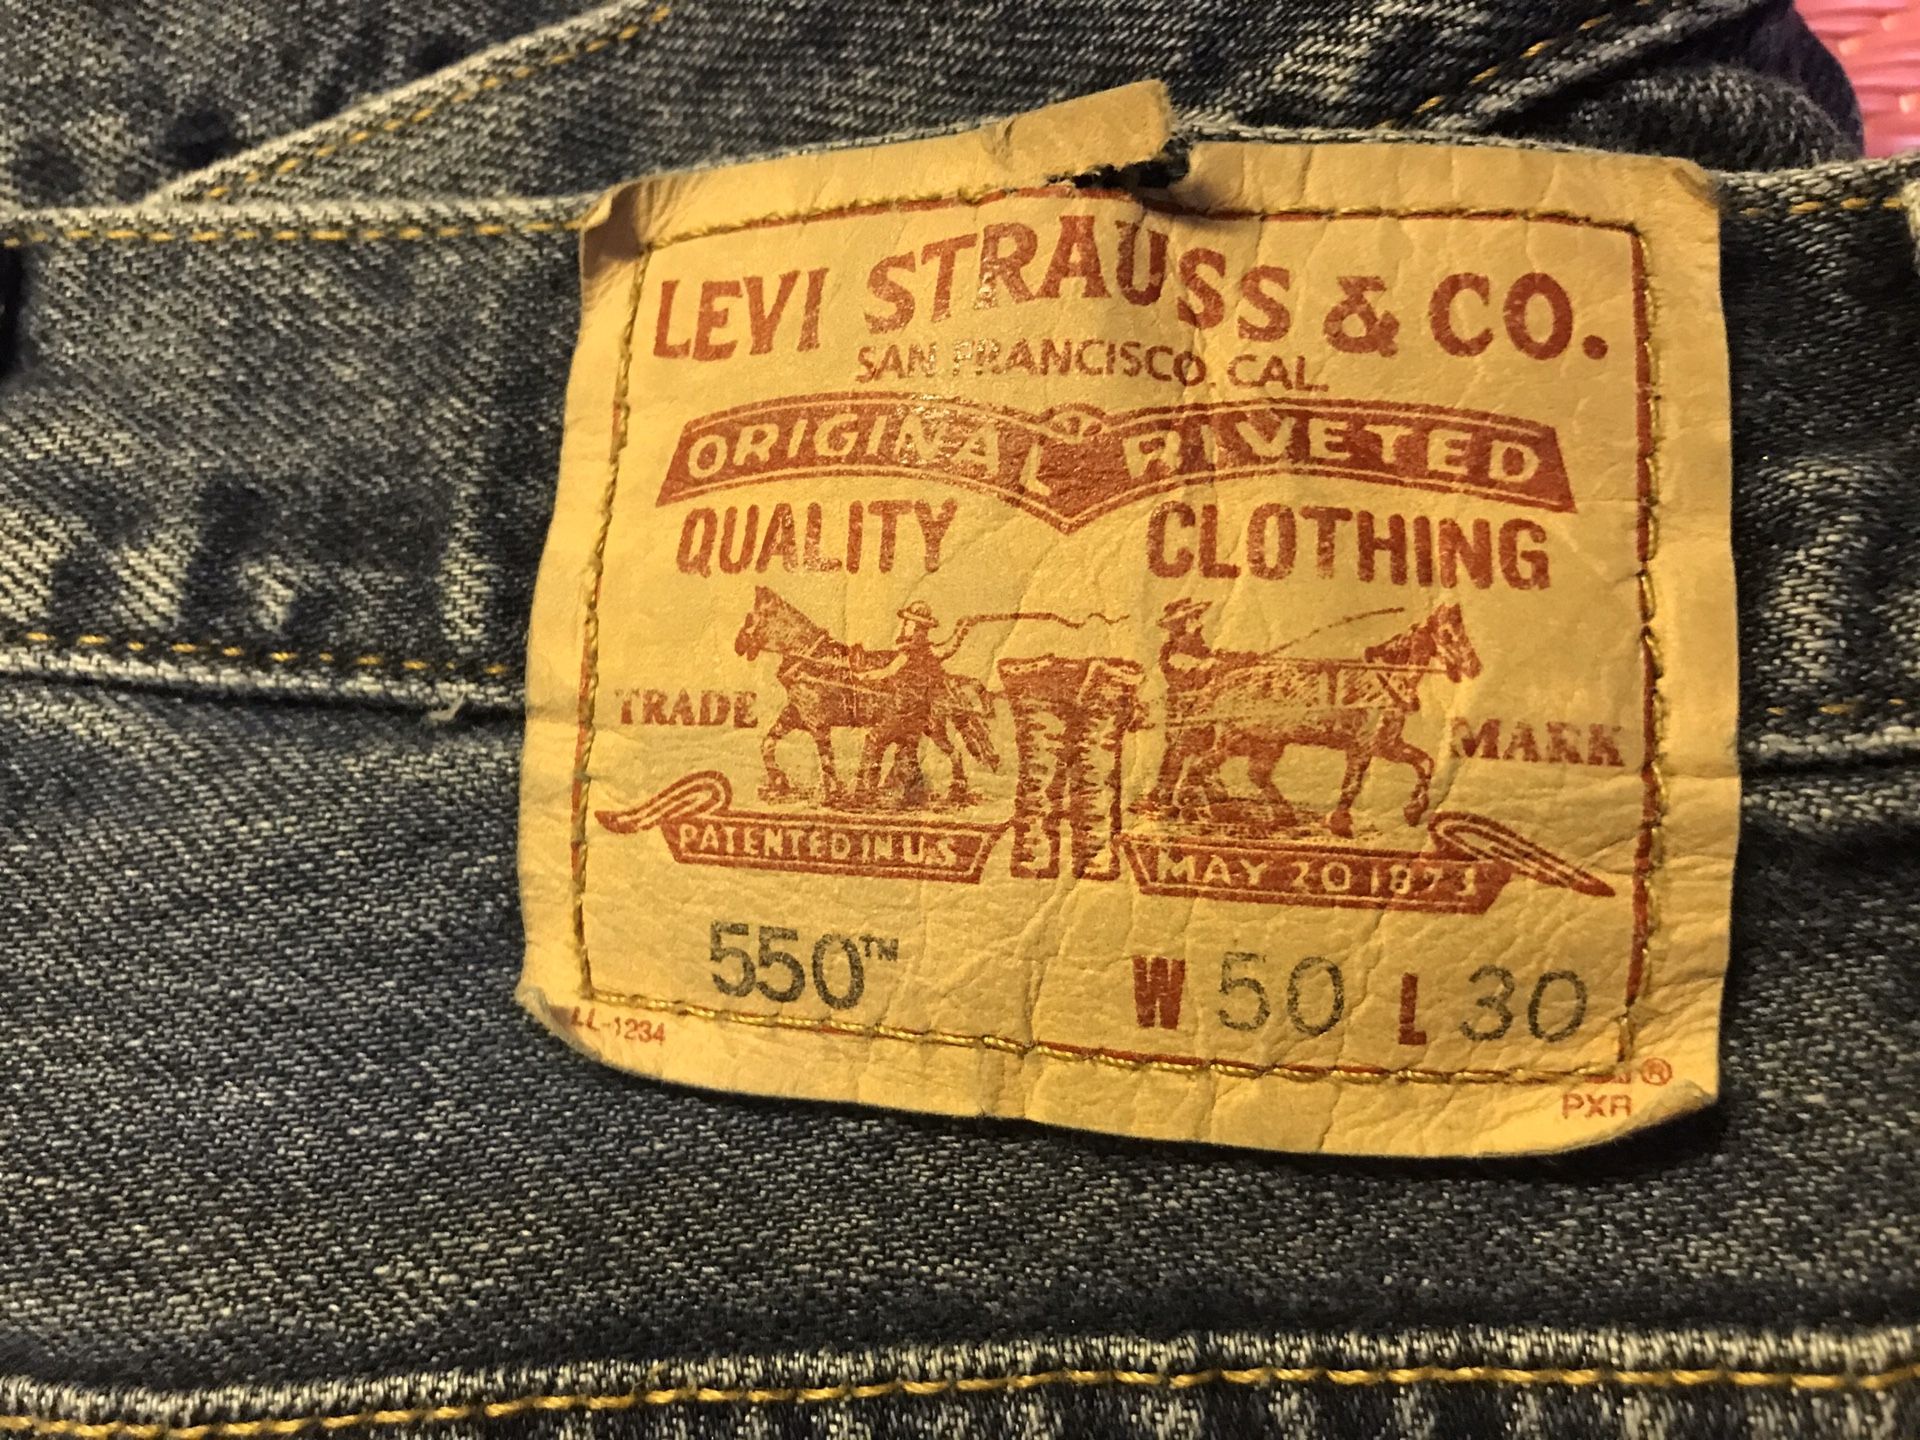 LEVI STRAUSS & CO.
SAN FRANCISCO, CAL.
ORIGINAL RIVETED
QUALITY CLOTHING
TRADE MARK
PATENTED IN U.S. MAY 20 1873
550™ W 50 L 30
LL-1234
®
PXR